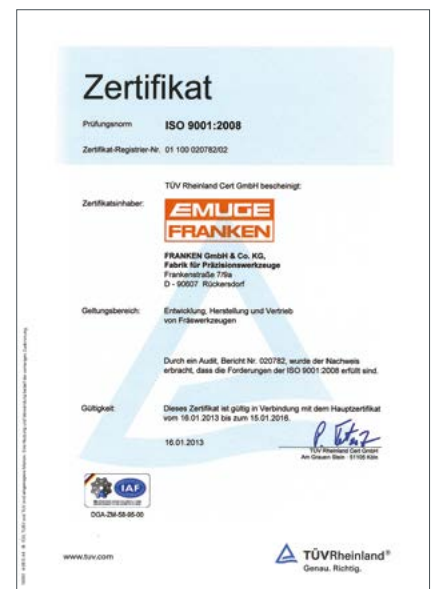 Zertifikat
Prüfungsnorm ISO 9001:2008
Zertifikat-Registrier-Nr. 01 100 020782/02
TÜV Rheinland Cert GmbH bescheinigt:
Zertifikatsinhaber:
EMUGE
FRANKEN
FRANKEN GmbH & Co. KG,
Fabrik für Präzisionswerkzeuge
Frankenstraße 7/9a
D - 90607 Rückersdorf
Geltungsbereich: Entwicklung, Herstellung und Vertrieb
von Fräswerkzeugen
Durch ein Audit, Bericht Nr. 020782, wurde der Nachweis
erbracht, dass die Forderungen der ISO 9001:2008 erfüllt sind.
Gültigkeit: Dieses Zertifikat ist gültig in Verbindung mit dem Hauptzertifikat
vom 16.01.2013 bis zum 15.01.2016.
16.01.2013
TÜV Rheinland Cert GmbH
Am Grauen Stein · 51105 Köln
IAF
DGA-ZM-58-95-00
www.tuv.com
TÜVRheinland®
Genau. Richtig.